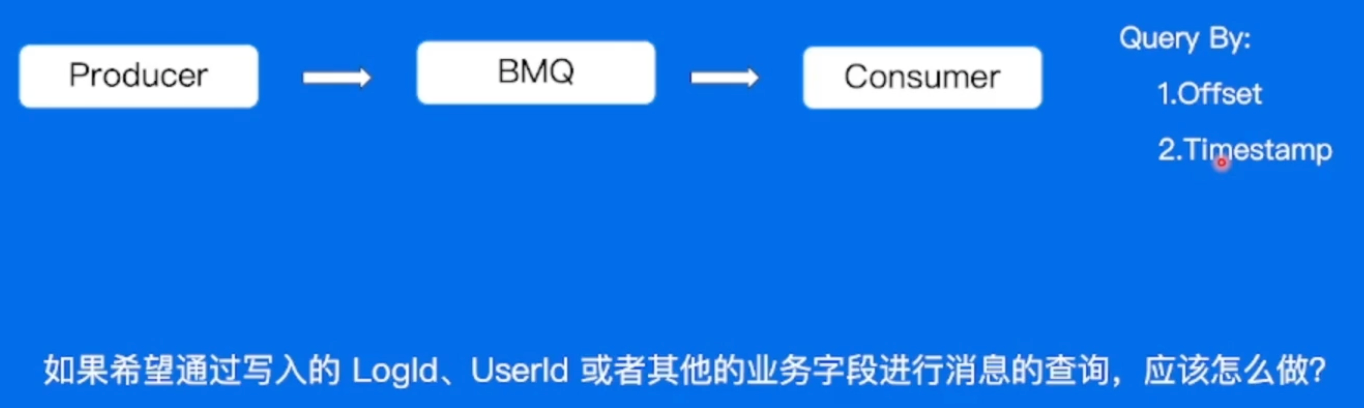 Producer
BMQ
Consumer
Query By:
1.Offset
2.Timestamp
如果希望通过写入的 LogId、UserId 或者其他的业务字段进行消息的查询，应该怎么做？